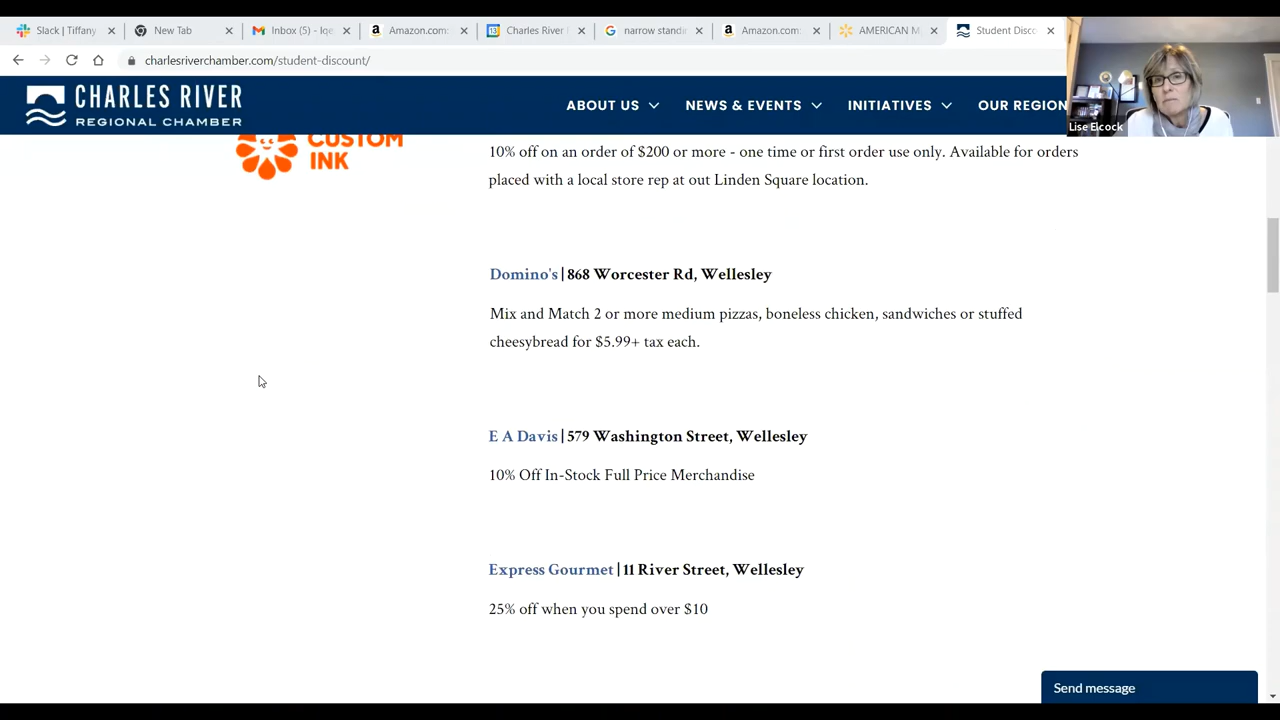 Slack | Tiffany
New Tab
Inbox (5) - lqe
Amazon.com:
Charles River
narrow standi
Amazon.com:
AMERICAN M
Student Disc
charlesriverchamber.com/student-discount/
CHARLES RIVER
REGIONAL CHAMBER
ABOUT US
NEWS & EVENTS
INITIATIVES
OUR REGION
Lise Elcock
CUSTOM
INK
10% off on an order of $200 or more - one time or first order use only. Available for orders
placed with a local store rep at out Linden Square location.
Domino's | 868 Worcester Rd, Wellesley
Mix and Match 2 or more medium pizzas, boneless chicken, sandwiches or stuffed
cheesybread for $5.99+ tax each.
E A Davis | 579 Washington Street, Wellesley
10% Off In-Stock Full Price Merchandise
Express Gourmet | 11 River Street, Wellesley
25% off when you spend over $10
Send message